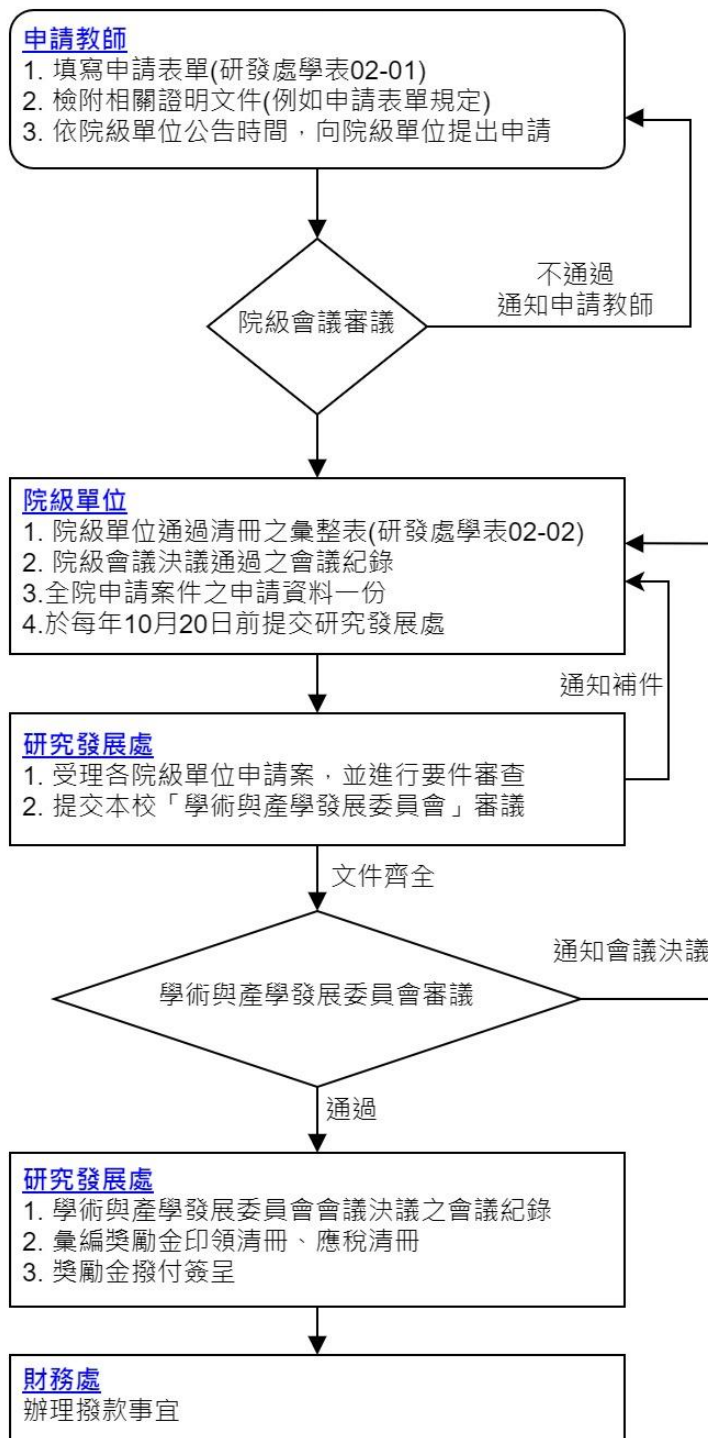 申請教師
1. 填寫申請表單(研發處學表02-01)
2. 檢附相關證明文件(例如申請表單規定)
3. 依院級單位公告時間，向院級單位提出申請
不通過
通知申請教師
院級會議審議
院級單位
1. 院級單位通過清冊之彙整表(研發處學表02-02)
2. 院級會議決議通過之會議紀錄
3.全院申請案件之申請資料一份
4.於每年10月20日前提交研究發展處
通知補件
研究發展處
1. 受理各院級單位申請案，並進行要件審查
2. 提交本校「學術與產學發展委員會」審議
文件齊全
通知會議決議
學術與產學發展委員會審議
通過
研究發展處
1. 學術與產學發展委員會會議決議之會議紀錄
2. 彙編獎勵金印領清冊、應稅清冊
3. 獎勵金撥付簽呈
財務處
辦理撥款事宜